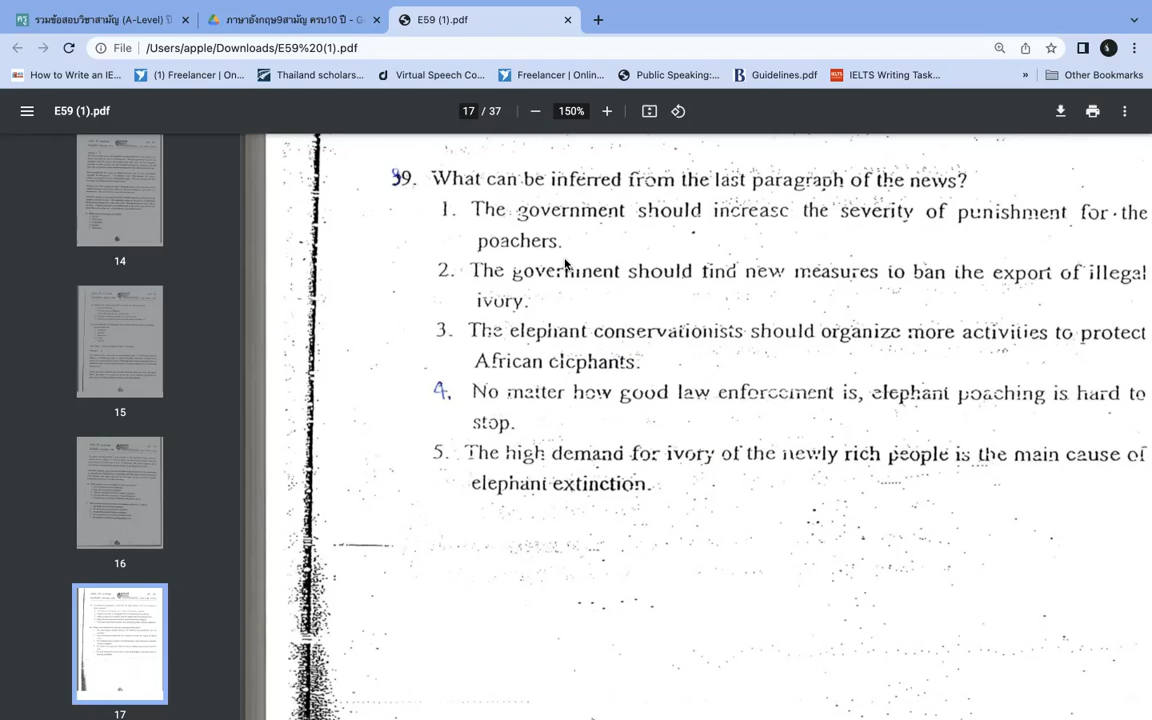 รวมข้อสอบวิชาสามัญ (A-Level) ปี
ภาษาอังกฤษ9สามัญ ครบ10 ปี - G
E59 (1).pdf
File
/Users/apple/Downloads/E59%20(1).pdf
How to Write an IE...
(1) Freelancer | On...
Thailand scholars...
Virtual Speech Co...
Freelancer | Onlin...
Public Speaking:...
Guidelines.pdf
IELTS Writing Task...
»
Other Bookmarks
E59 (1).pdf
17 / 37
150%
14
15
16
17
39. What can be inferred from the last paragraph of the news?
1. The government should increase the severity of punishment for the
poachers.
2. The government should find new measures to ban the export of illegal
ivory.
3. The elephant conservationists should organize more activities to protect
African elephants.
4. No matter how good law enforcement is, elephant poaching is hard to
stop.
5. The high demand for ivory of the newly rich people is the main cause of
elephant extinction.